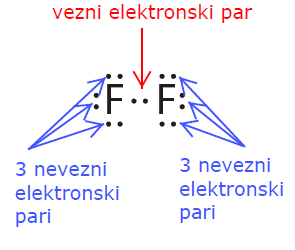 vezni elektronski par
F F
3 nevezni
elektronski
pari
3 nevezni
elektronski
pari